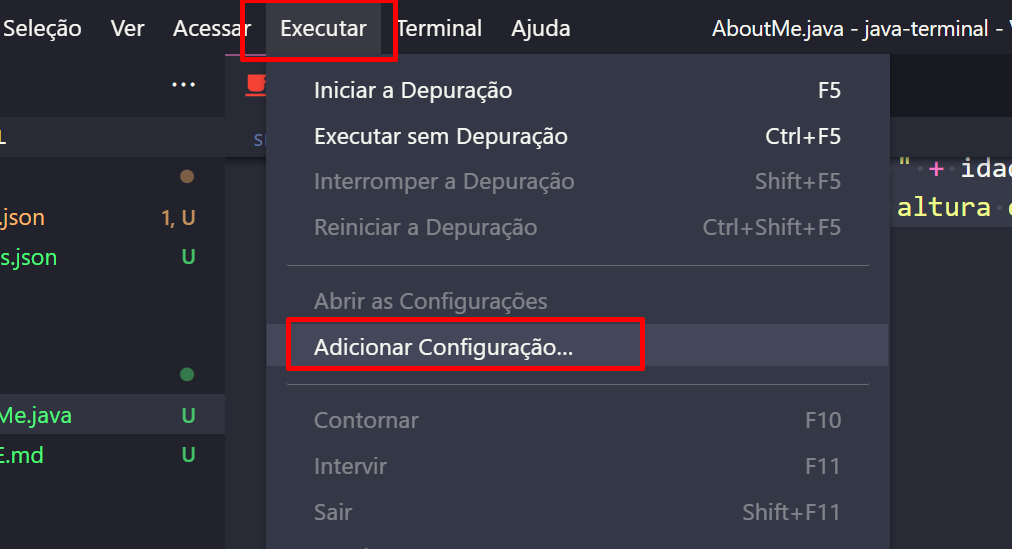 Seleção Ver Acessar Executar Terminal Ajuda AboutMe.java - java-terminal -
Iniciar a Depuração F5
Executar sem Depuração Ctrl+F5
" + idad
Interromper a Depuração Shift+F5
.json 1, U
altura
Reiniciar a Depuração Ctrl+Shift+F5
s.json U
Abrir as Configurações
Adicionar Configuração...
Me.java U
Contornar F10
E.md U
Intervir F11
Sair Shift+F11